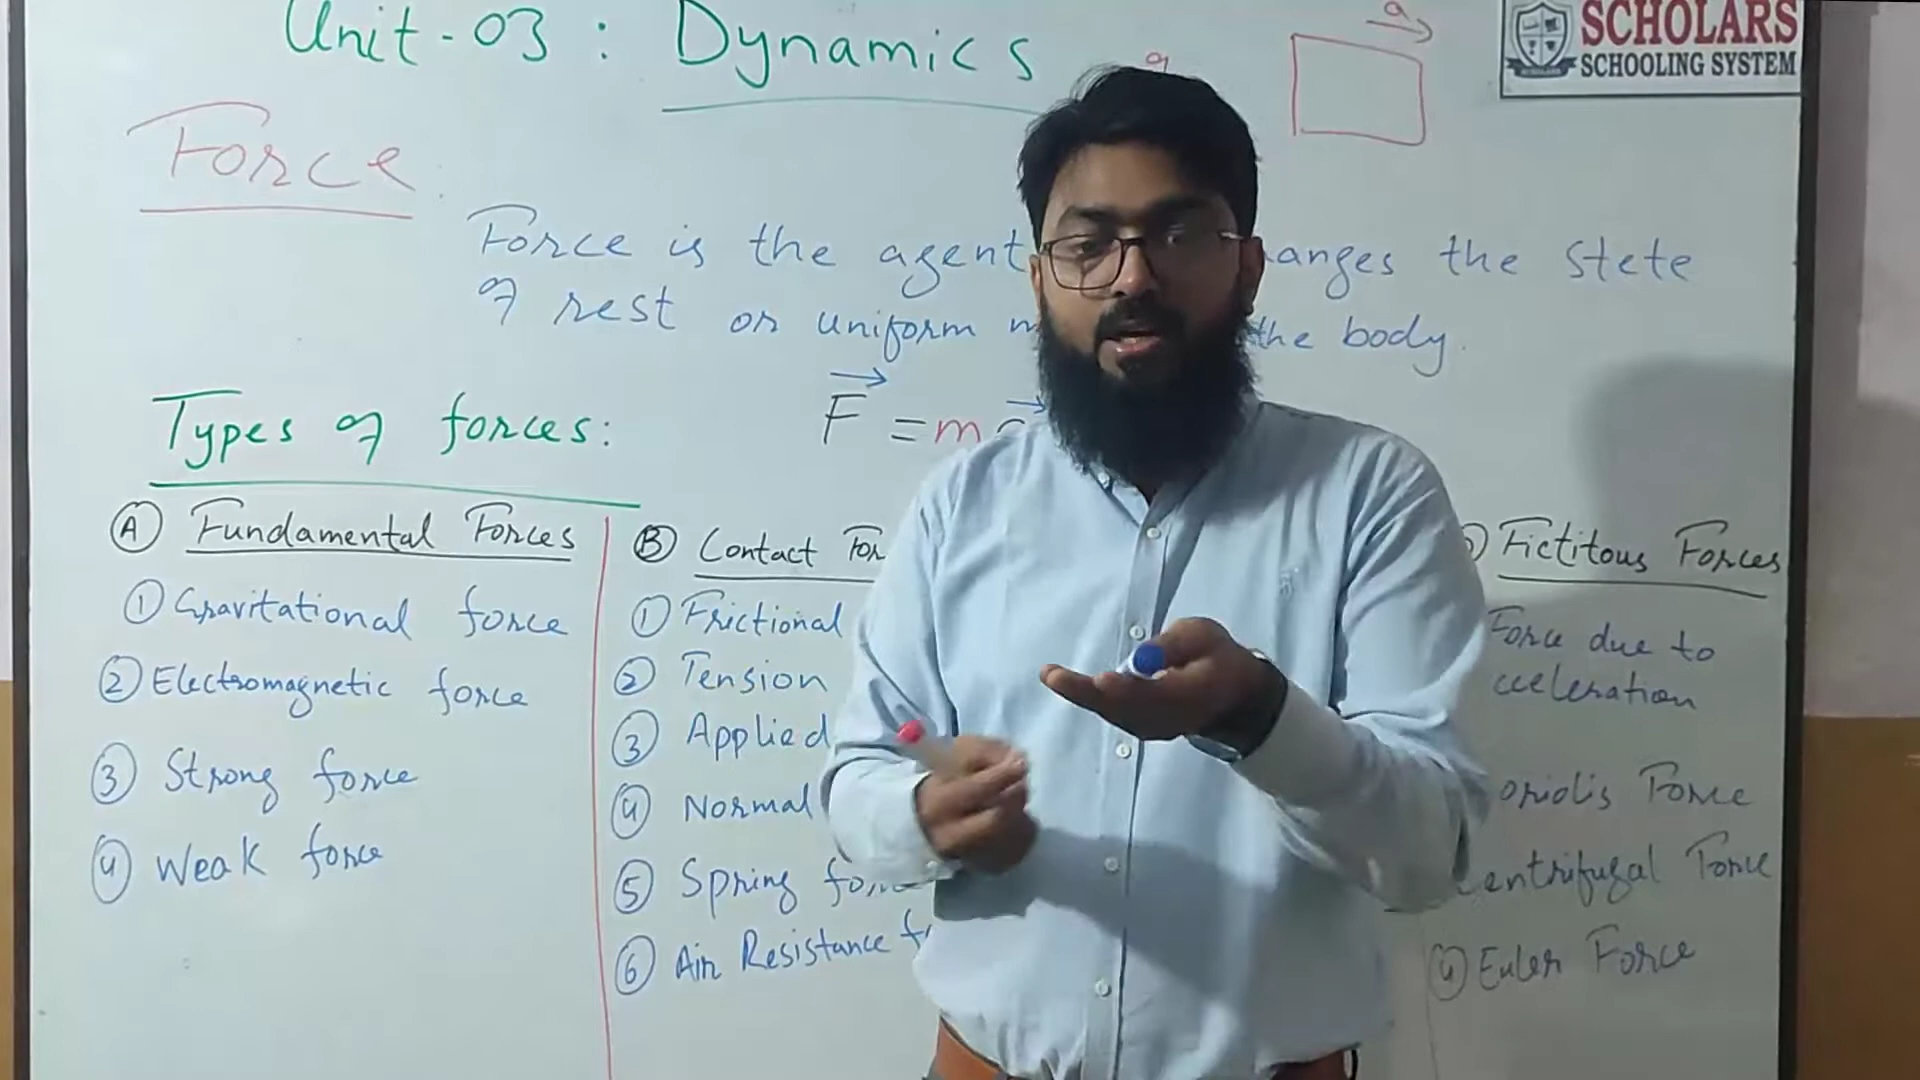 Unit-03 : Dynamics
a
SCHOLARS
SCHOOLING SYSTEM
Force
Force is the agent anges the stete
of rest or uniform the body.
F = m
Types of forces:
A Fundamental Forces
1 Gravitational force
2 Electromagnetic force
3 Strong force
4 Weak force
B Contact For
1 Frictional
2 Tension
3 Applied
4 Normal
5 Spring
6 Air Resistance
Fictitous Forces
Force due to
cceleration
oriolis Force
entrifugal Force
4 Euler Force